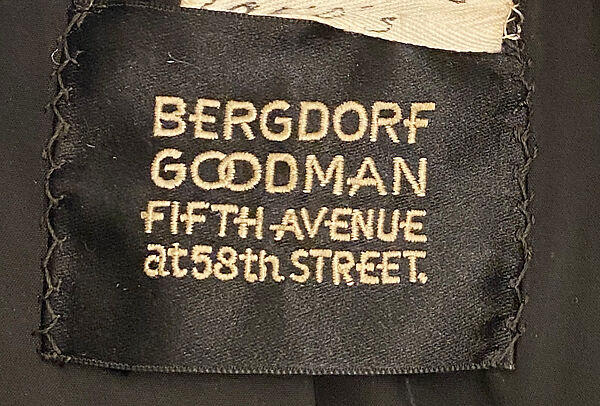 BERGDORF
GOODMAN
FIFTH AVENUE
at 58th STREET.